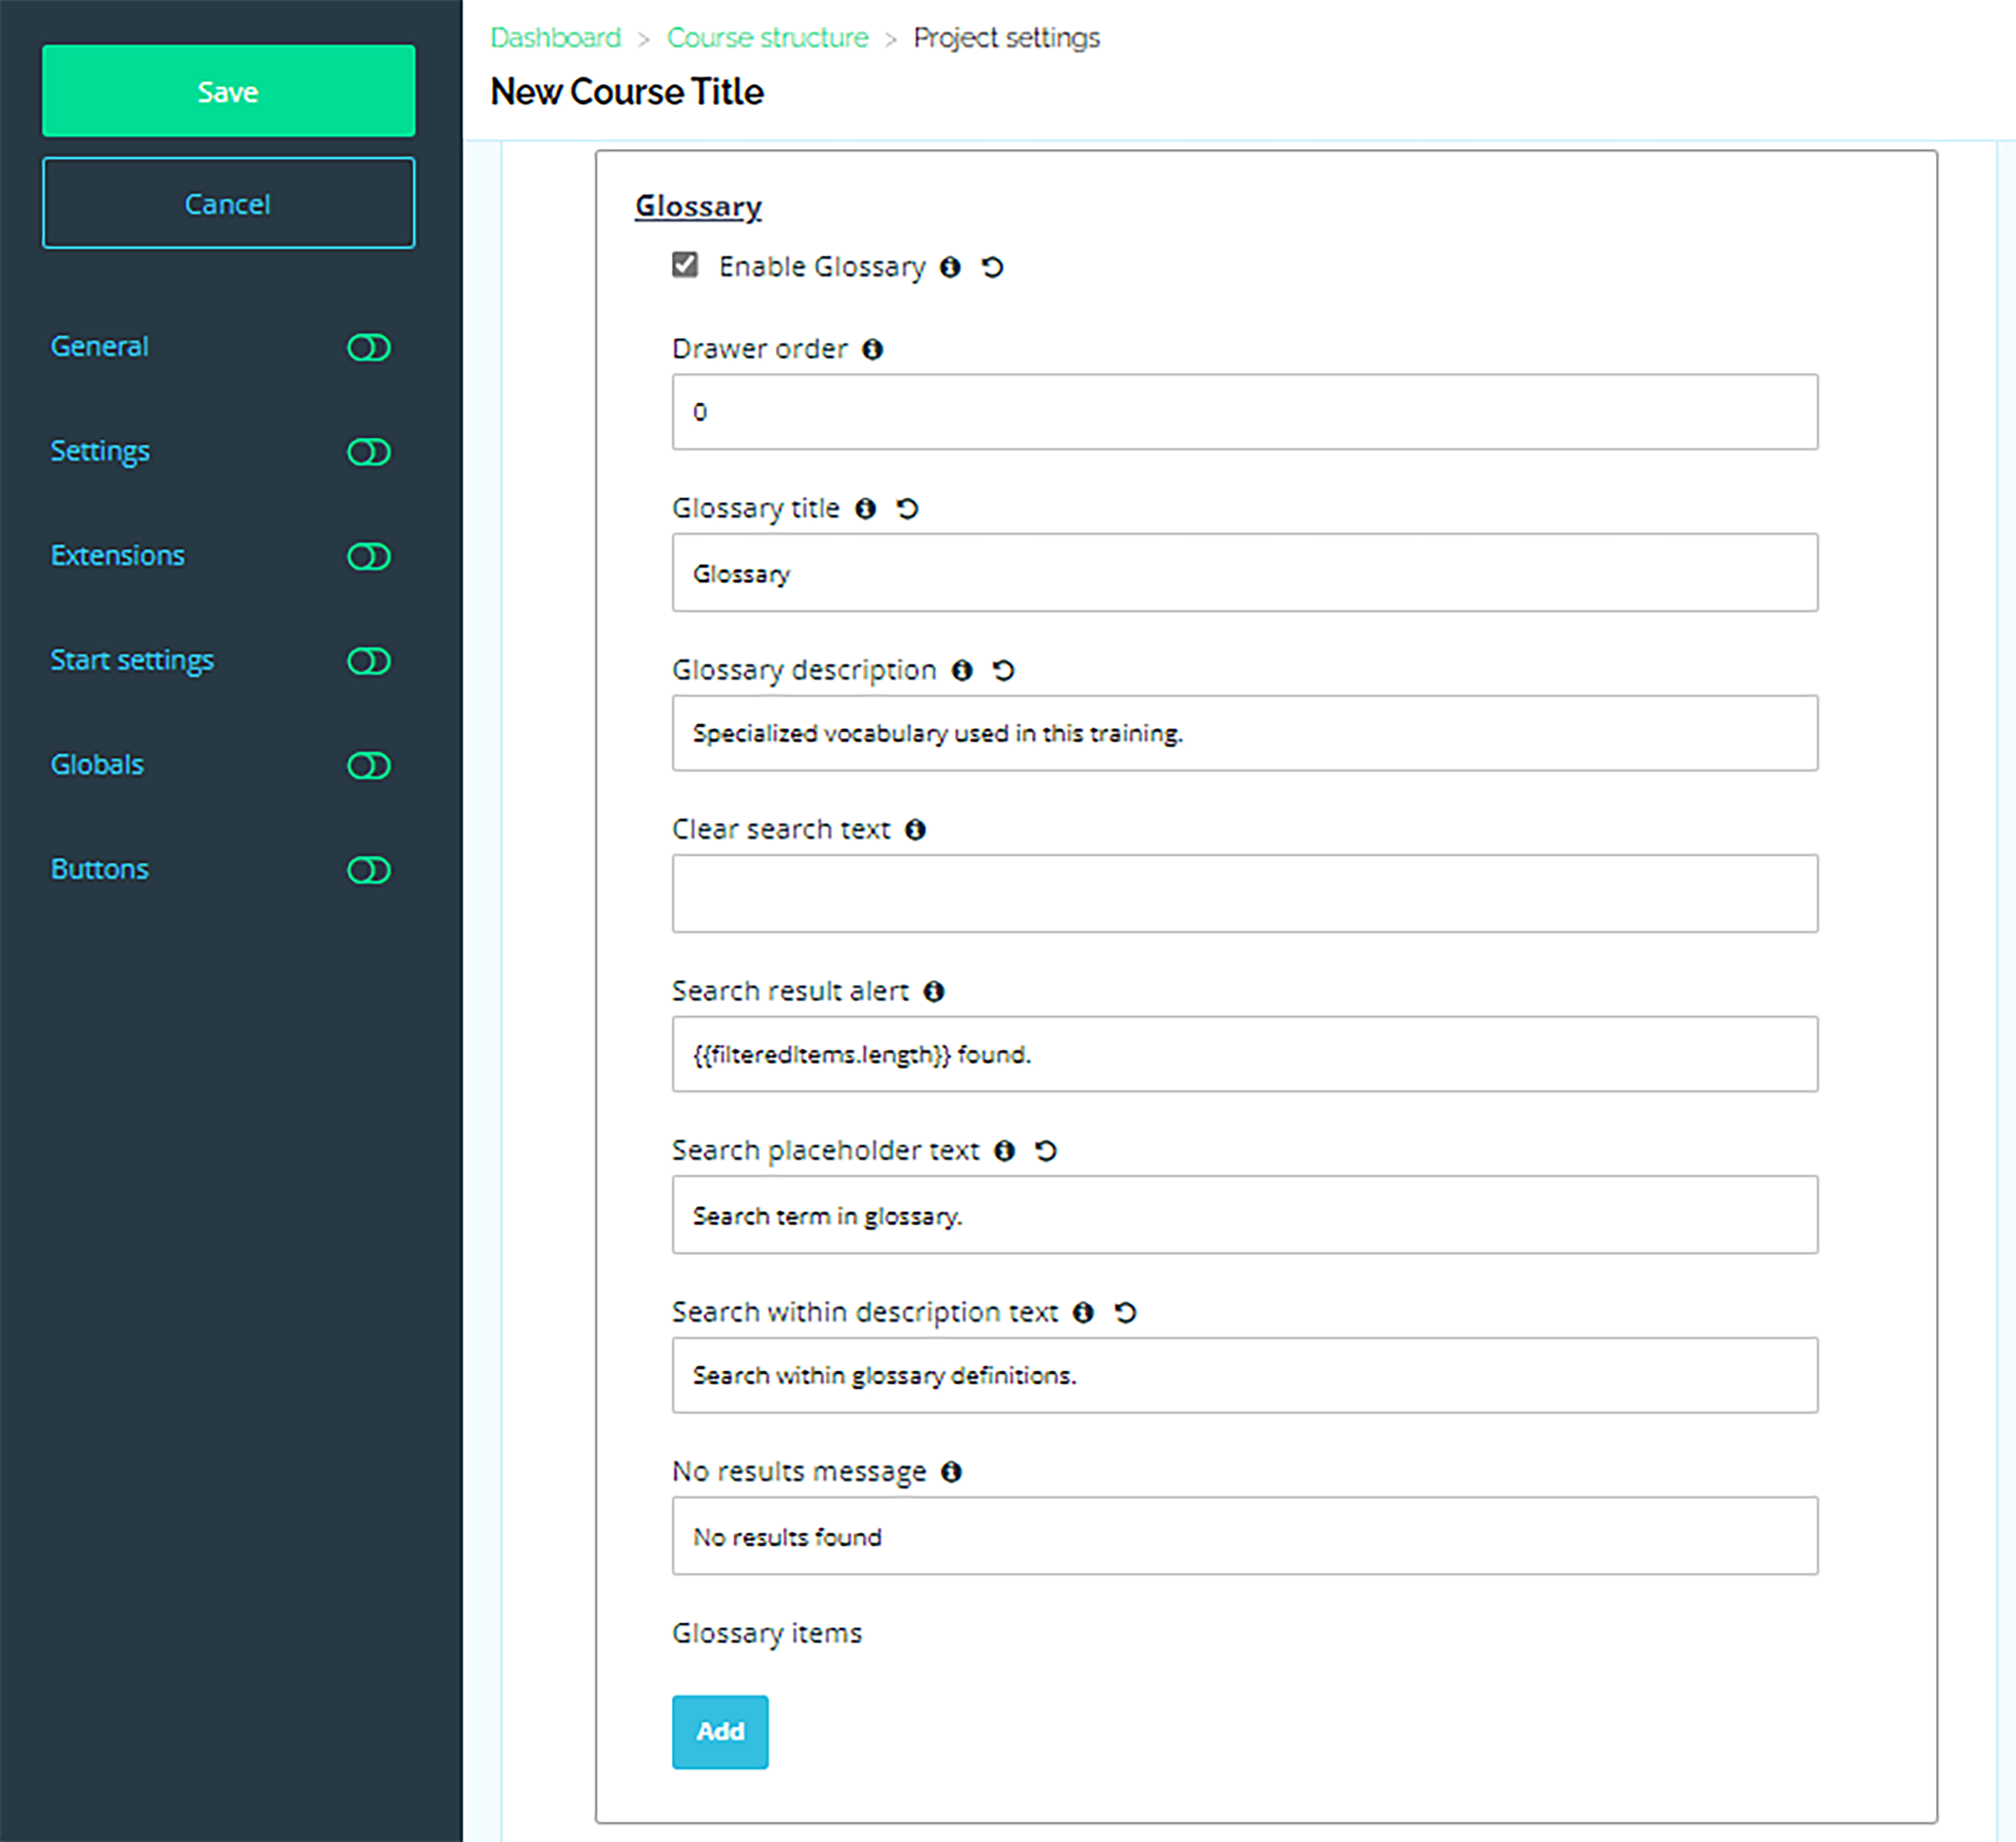 Save
Cancel
General
Settings
Extensions
Start settings
Globals
Buttons
Dashboard > Course structure > Project settings
New Course Title
Glossary
Enable Glossary
Drawer order
0
Glossary title
Glossary
Glossary description
Specialized vocabulary used in this training.
Clear search text
Search result alert
{{filteredItems.length}} found.
Search placeholder text
Search term in glossary.
Search within description text
Search within glossary definitions.
No results message
No results found
Glossary items
Add